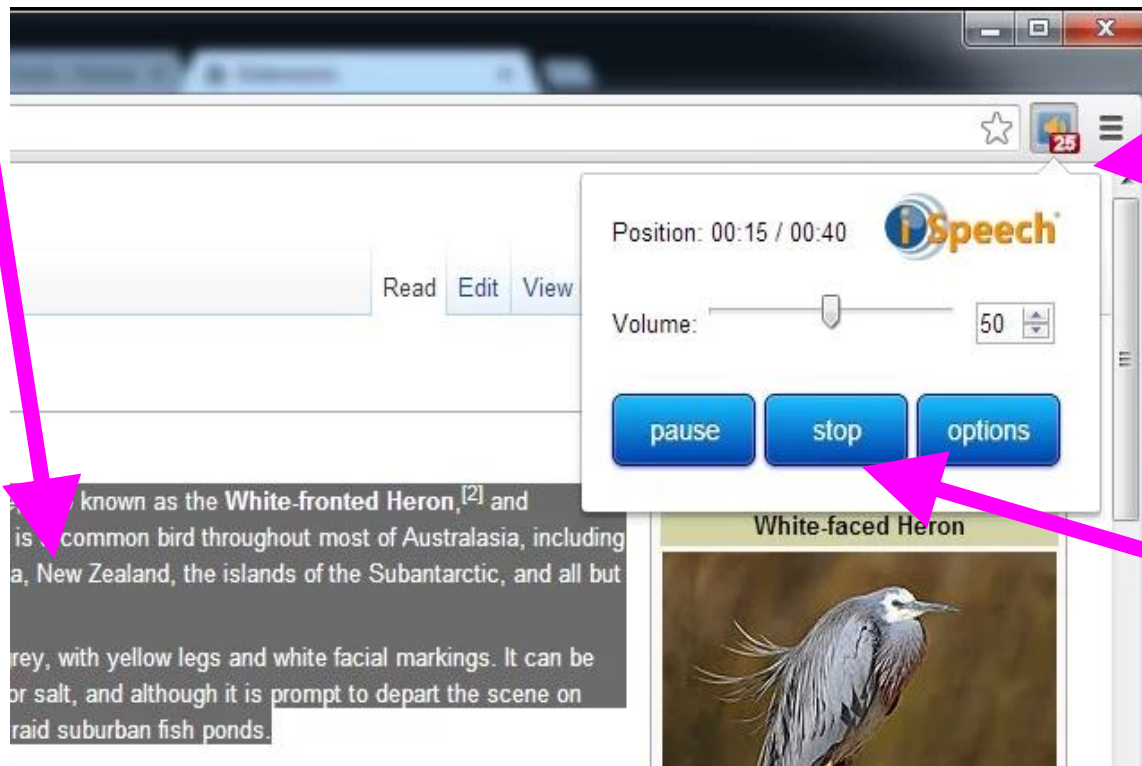 25
Position: 00:15 / 00:40
iSpeech
Read Edit View
Volume: 50
pause stop options
known as the White-fronted Heron,[2] and
is a common bird throughout most of Australasia, including
a, New Zealand, the islands of the Subantarctic, and all but
rey, with yellow legs and white facial markings. It can be
or salt, and although it is prompt to depart the scene on
raid suburban fish ponds.
White-faced Heron